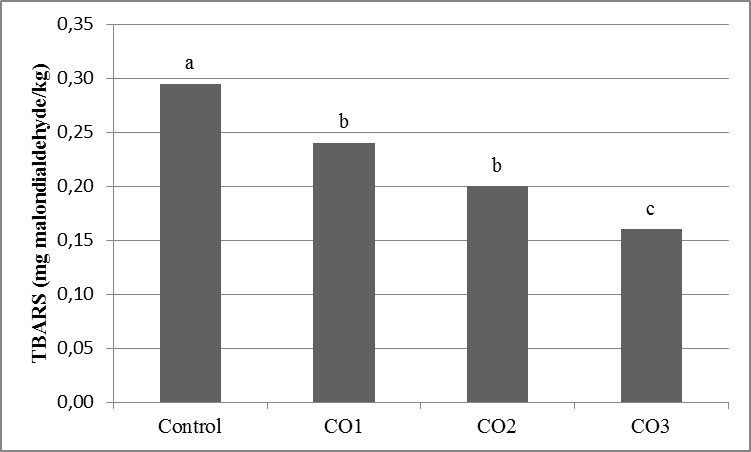 TBARS (mg malondialdehyde/kg)
0,35
0,30
0,25
0,20
0,15
0,10
0,05
0,00
a
b
b
c
Control CO1 CO2 CO3